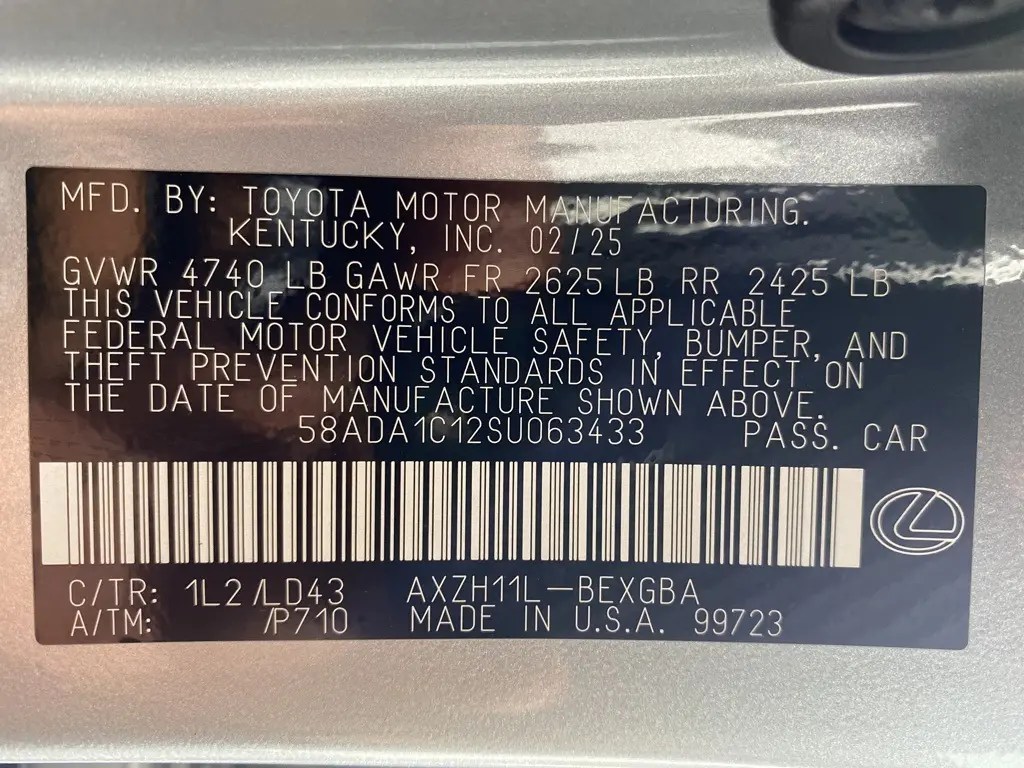 MFD. BY: TOYOTA MOTOR MANUFACTURING.
KENTUCKY, INC. 02/25
GVWR 4740 LB GAWR FR 2625 LB RR 2425 LB
THIS VEHICLE CONFORMS TO ALL APPLICABLE
FEDERAL MOTOR VEHICLE SAFETY, BUMPER, AND
THEFT PREVENTION STANDARDS IN EFFECT ON
THE DATE OF MANUFACTURE SHOWN ABOVE.
58ADA1C12SU063433 PASS. CAR
C/TR: 1L2/LD43 AXZH11L-BEXGBA
A/TM: /P710 MADE IN U.S.A. 99723